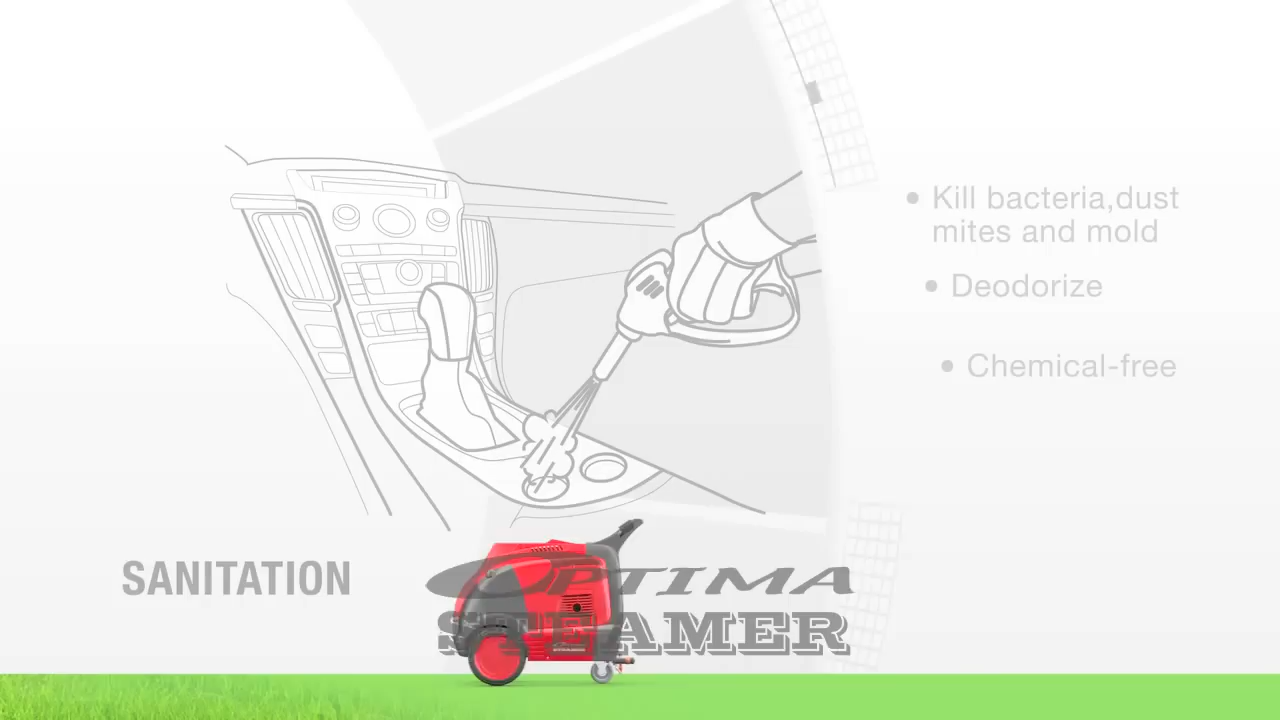 • Kill bacteria,dust
mites and mold
• Deodorize
• Chemical-free
SANITATION
OPTIMA
STEAMER